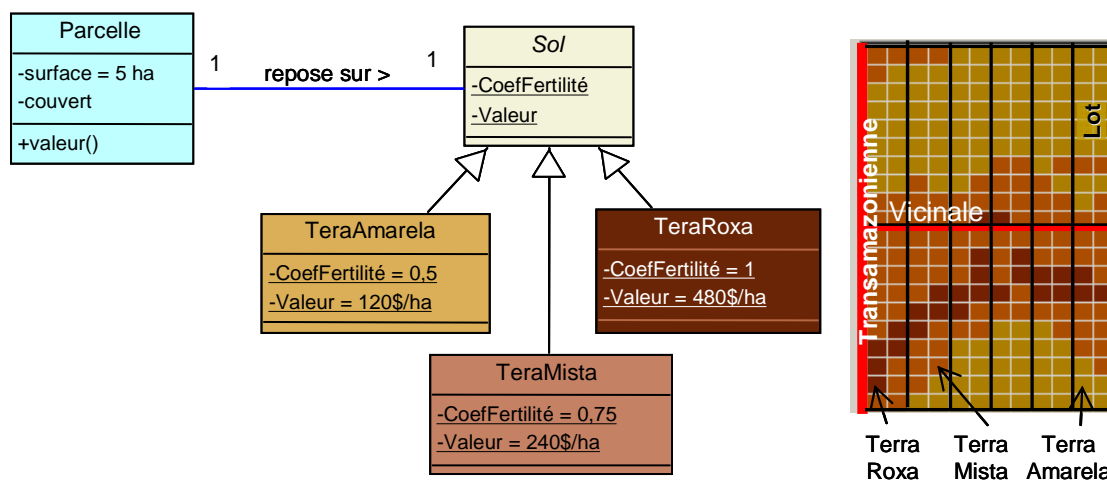 Parcelle
-surface = 5 ha
-couvert
+valeur()
1
repose sur >
1
Sol
-CoefFertilité
-Valeur
TeraAmarela
-CoefFertilité = 0,5
-Valeur = 120$/ha
TeraRoxa
-CoefFertilité = 1
-Valeur = 480$/ha
TeraMista
-CoefFertilité = 0,75
-Valeur = 240$/ha
Transamazonienne
Vicinale
Lot
Terra Roxa
Terra Mista
Terra Amarela